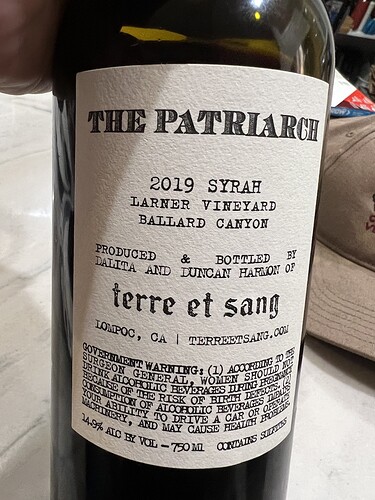 THE PATRIARCH
2019 SYRAH
LARNER VINEYARD
BALLARD CANYON
PRODUCED & BOTTLED BY
DALITA AND DUNCAN HARMON OF
terre et sang
LOMPOC, CA | TERREETSANG.COM
GOVERNMENT WARNING: (1) ACCORDING TO THE
SURGEON GENERAL, WOMEN SHOULD NOT
DRINK ALCOHOLIC BEVERAGES DURING PREGNANCY
BECAUSE OF THE RISK OF BIRTH DEFECTS. (2)
CONSUMPTION OF ALCOHOLIC BEVERAGES IMPAIRS
YOUR ABILITY TO DRIVE A CAR OR OPERATE
MACHINERY, AND MAY CAUSE HEALTH PROBLEMS.
14.9% ALC BY VOL - 750 Ml CONTAINS SULFITES